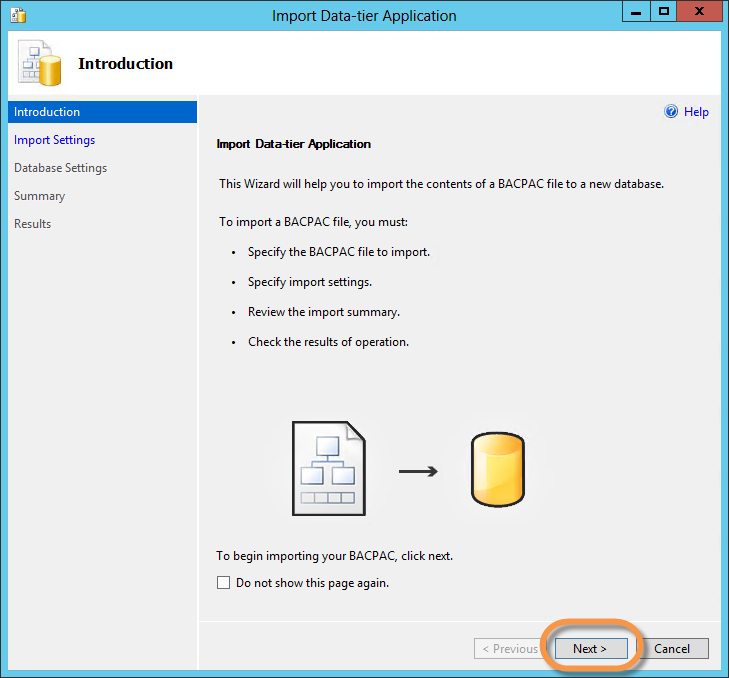 Import Data-tier Application
Introduction
Introduction
Import Settings
Database Settings
Summary
Results
Help
Import Data-tier Application
This Wizard will help you to import the contents of a BACPAC file to a new database.
To import a BACPAC file, you must:
• Specify the BACPAC file to import.
• Specify import settings.
• Review the import summary.
• Check the results of operation.
To begin importing your BACPAC, click next.
Do not show this page again.
< Previous Next > Cancel